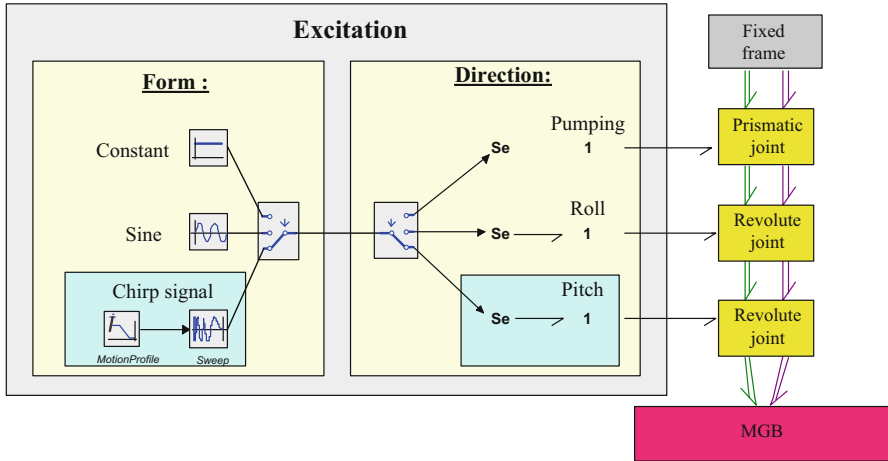 Excitation
Form :
Constant
Sine
Chirp signal
MotionProfile
Sweep
Direction:
Pumping
Se 1
Roll
Se 1
Pitch
Se 1
Fixed
frame
Prismatic
joint
Revolute
joint
Revolute
joint
MGB